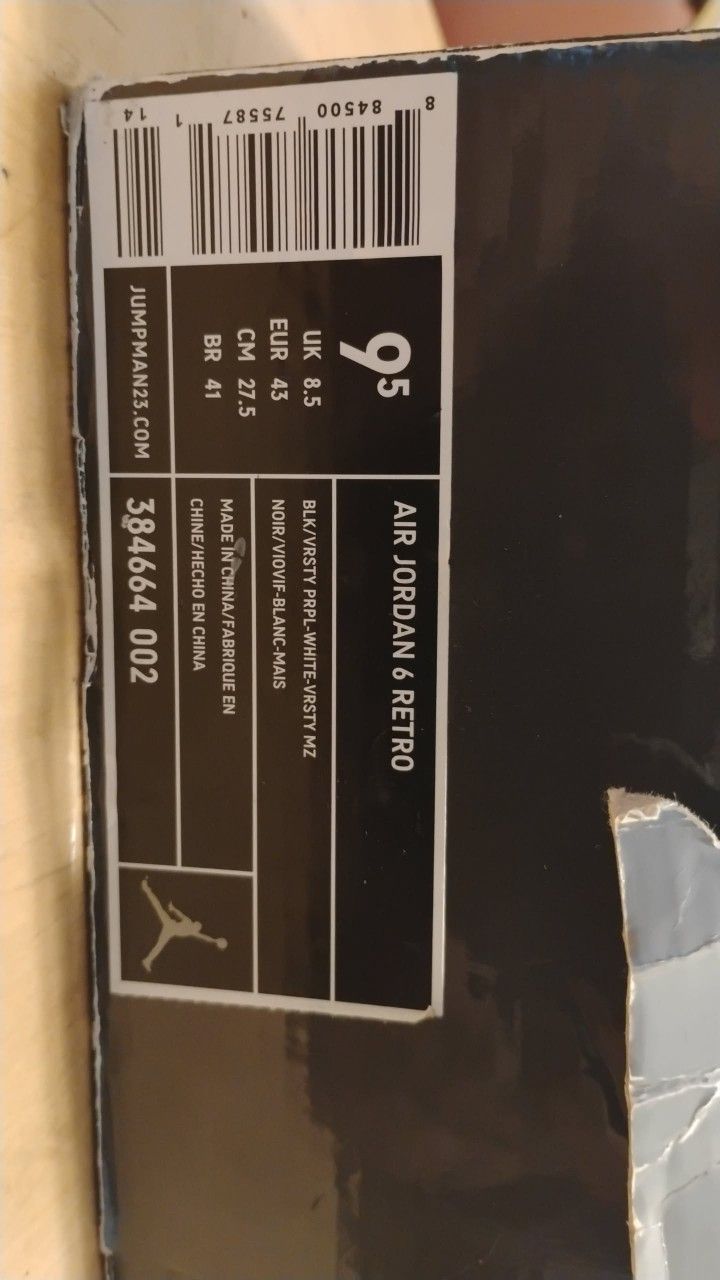 AIR JORDAN 6 RETRO
BLK/VRSTY PRPL-WHITE-VRSTY MZ
NOIR/VIOVIF-BLANC-MAIS
MADE IN CHINA/FABRIQUE EN
CHINE/HECHO EN CHINA
384664 002
9⁵
UK 8.5
EUR 43
CM 27.5
BR 41
JUMPMAN23.COM
8 84500 75587 1 14